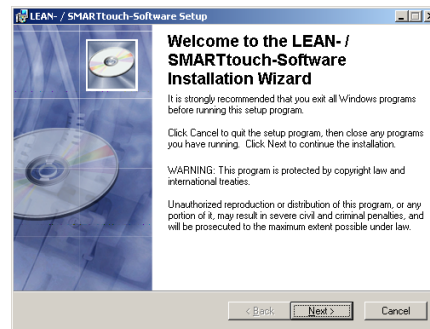 LEAN- / SMARTtouch-Software Setup
Welcome to the LEAN- /
SMARTtouch-Software
Installation Wizard
It is strongly recommended that you exit all Windows programs
before running this setup program.
Click Cancel to quit the setup program, then close any programs
you have running. Click Next to continue the installation.
WARNING: This program is protected by copyright law and
international treaties.
Unauthorized reproduction or distribution of this program, or any
portion of it, may result in severe civil and criminal penalties, and
will be prosecuted to the maximum extent possible under law.
< Back Next > Cancel